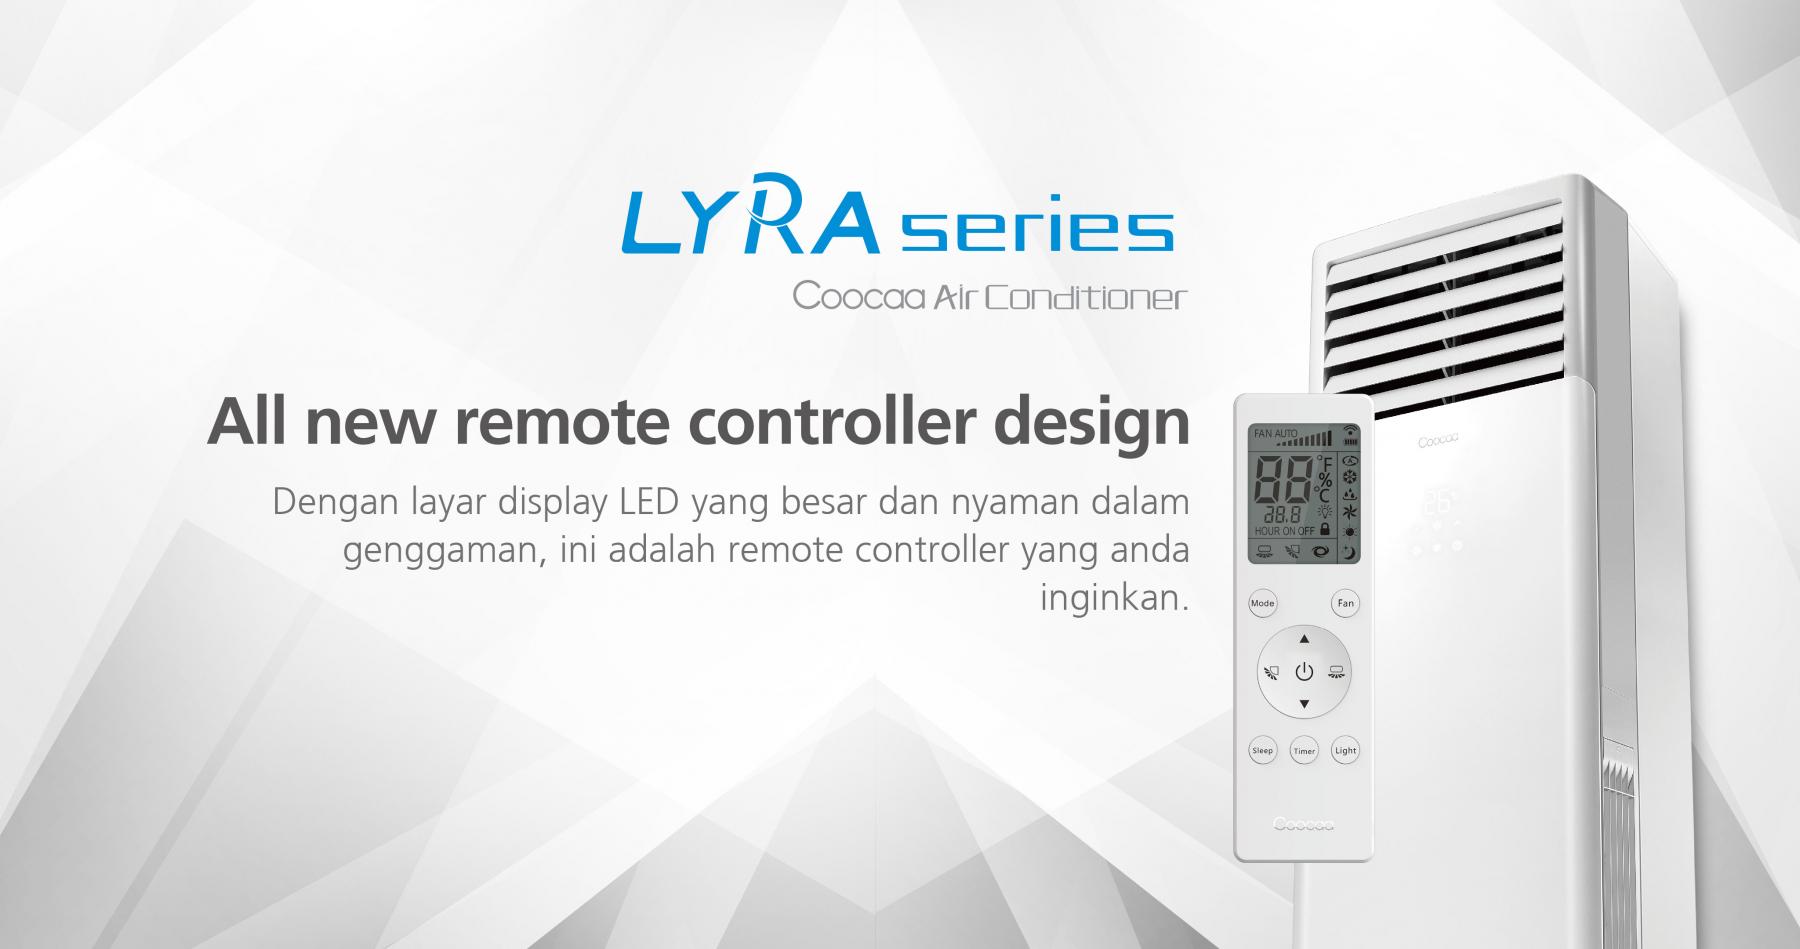 LYRA series
Coocaa Air Conditioner
All new remote controller design
Dengan layar display LED yang besar dan nyaman dalam
genggaman, ini adalah remote controller yang anda
inginkan.
Coocaa
26°
FAN AUTO
88 °F % °C
38.8
HOUR ON OFF
Mode Fan
Sleep Timer Light
Coocaa